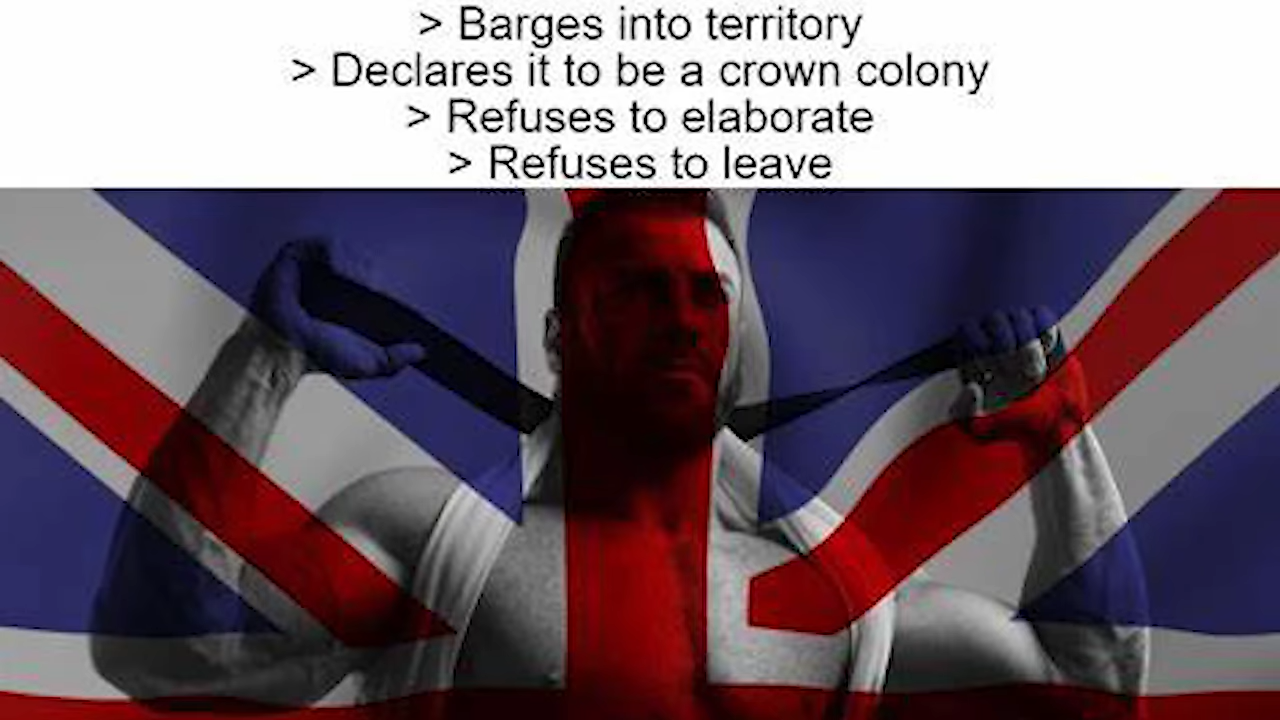 > Barges into territory
> Declares it to be a crown colony
> Refuses to elaborate
> Refuses to leave